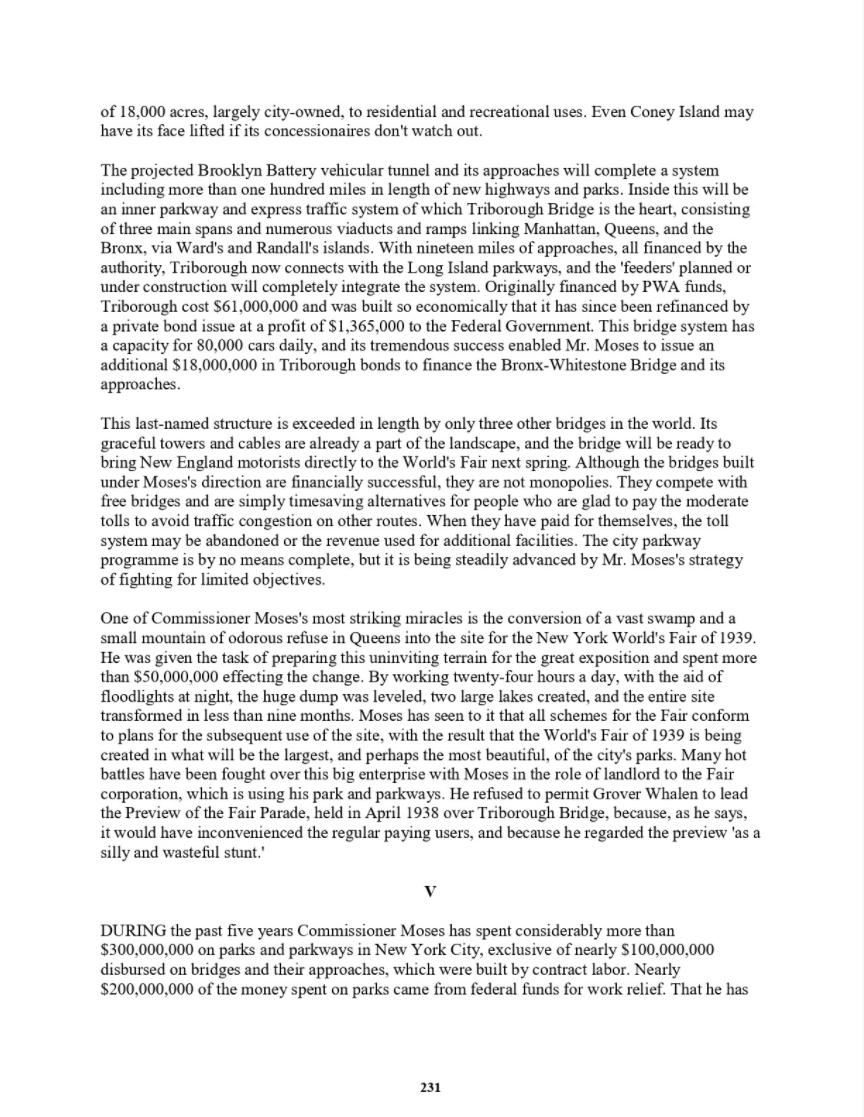 of 18,000 acres, largely city-owned, to residential and recreational uses. Even Coney Island may
have its face lifted if its concessionaires don't watch out.
The projected Brooklyn Battery vehicular tunnel and its approaches will complete a system
including more than one hundred miles in length of new highways and parks. Inside this will be
an inner parkway and express traffic system of which Triborough Bridge is the heart, consisting
of three main spans and numerous viaducts and ramps linking Manhattan, Queens, and the
Bronx, via Ward's and Randall's islands. With nineteen miles of approaches, all financed by the
authority, Triborough now connects with the Long Island parkways, and the 'feeders' planned or
under construction will completely integrate the system. Originally financed by PWA funds,
Triborough cost $61,000,000 and was built so economically that it has since been refinanced by
a private bond issue at a profit of $1,365,000 to the Federal Government. This bridge system has
a capacity for 80,000 cars daily, and its tremendous success enabled Mr. Moses to issue an
additional $18,000,000 in Triborough bonds to finance the Bronx-Whitestone Bridge and its
approaches.
This last-named structure is exceeded in length by only three other bridges in the world. Its
graceful towers and cables are already a part of the landscape, and the bridge will be ready to
bring New England motorists directly to the World's Fair next spring. Although the bridges built
under Moses's direction are financially successful, they are not monopolies. They compete with
free bridges and are simply timesaving alternatives for people who are glad to pay the moderate
tolls to avoid traffic congestion on other routes. When they have paid for themselves, the toll
system may be abandoned or the revenue used for additional facilities. The city parkway
programme is by no means complete, but it is being steadily advanced by Mr. Moses's strategy
of fighting for limited objectives.
One of Commissioner Moses's most striking miracles is the conversion of a vast swamp and a
small mountain of odorous refuse in Queens into the site for the New York World's Fair of 1939.
He was given the task of preparing this uninviting terrain for the great exposition and spent more
than $50,000,000 effecting the change. By working twenty-four hours a day, with the aid of
floodlights at night, the huge dump was leveled, two large lakes created, and the entire site
transformed in less than nine months. Moses has seen to it that all schemes for the Fair conform
to plans for the subsequent use of the site, with the result that the World's Fair of 1939 is being
created in what will be the largest, and perhaps the most beautiful, of the city's parks. Many hot
battles have been fought over this big enterprise with Moses in the role of landlord to the Fair
corporation, which is using his park and parkways. He refused to permit Grover Whalen to lead
the Preview of the Fair Parade, held in April 1938 over Triborough Bridge, because, as he says,
it would have inconvenienced the regular paying users, and because he regarded the preview 'as a
silly and wasteful stunt.'
V
DURING the past five years Commissioner Moses has spent considerably more than
$300,000,000 on parks and parkways in New York City, exclusive of nearly $100,000,000
disbursed on bridges and their approaches, which were built by contract labor. Nearly
$200,000,000 of the money spent on parks came from federal funds for work relief. That he has
231